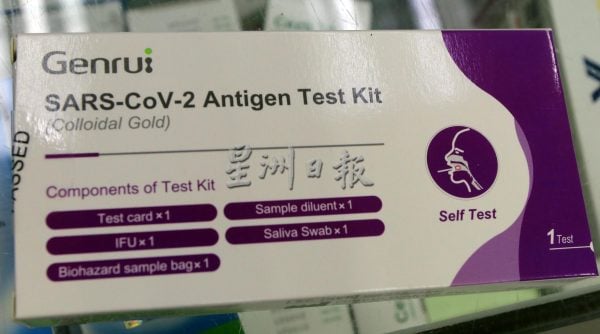 Genrui
SARS-CoV-2 Antigen Test Kit
(Colloidal Gold)
星洲日報
Components of Test Kit
Test card×1
Sample diluent×1
IFU×1
Saliva Swab×1
Biohazard sample bag×1
Self Test
1 Test